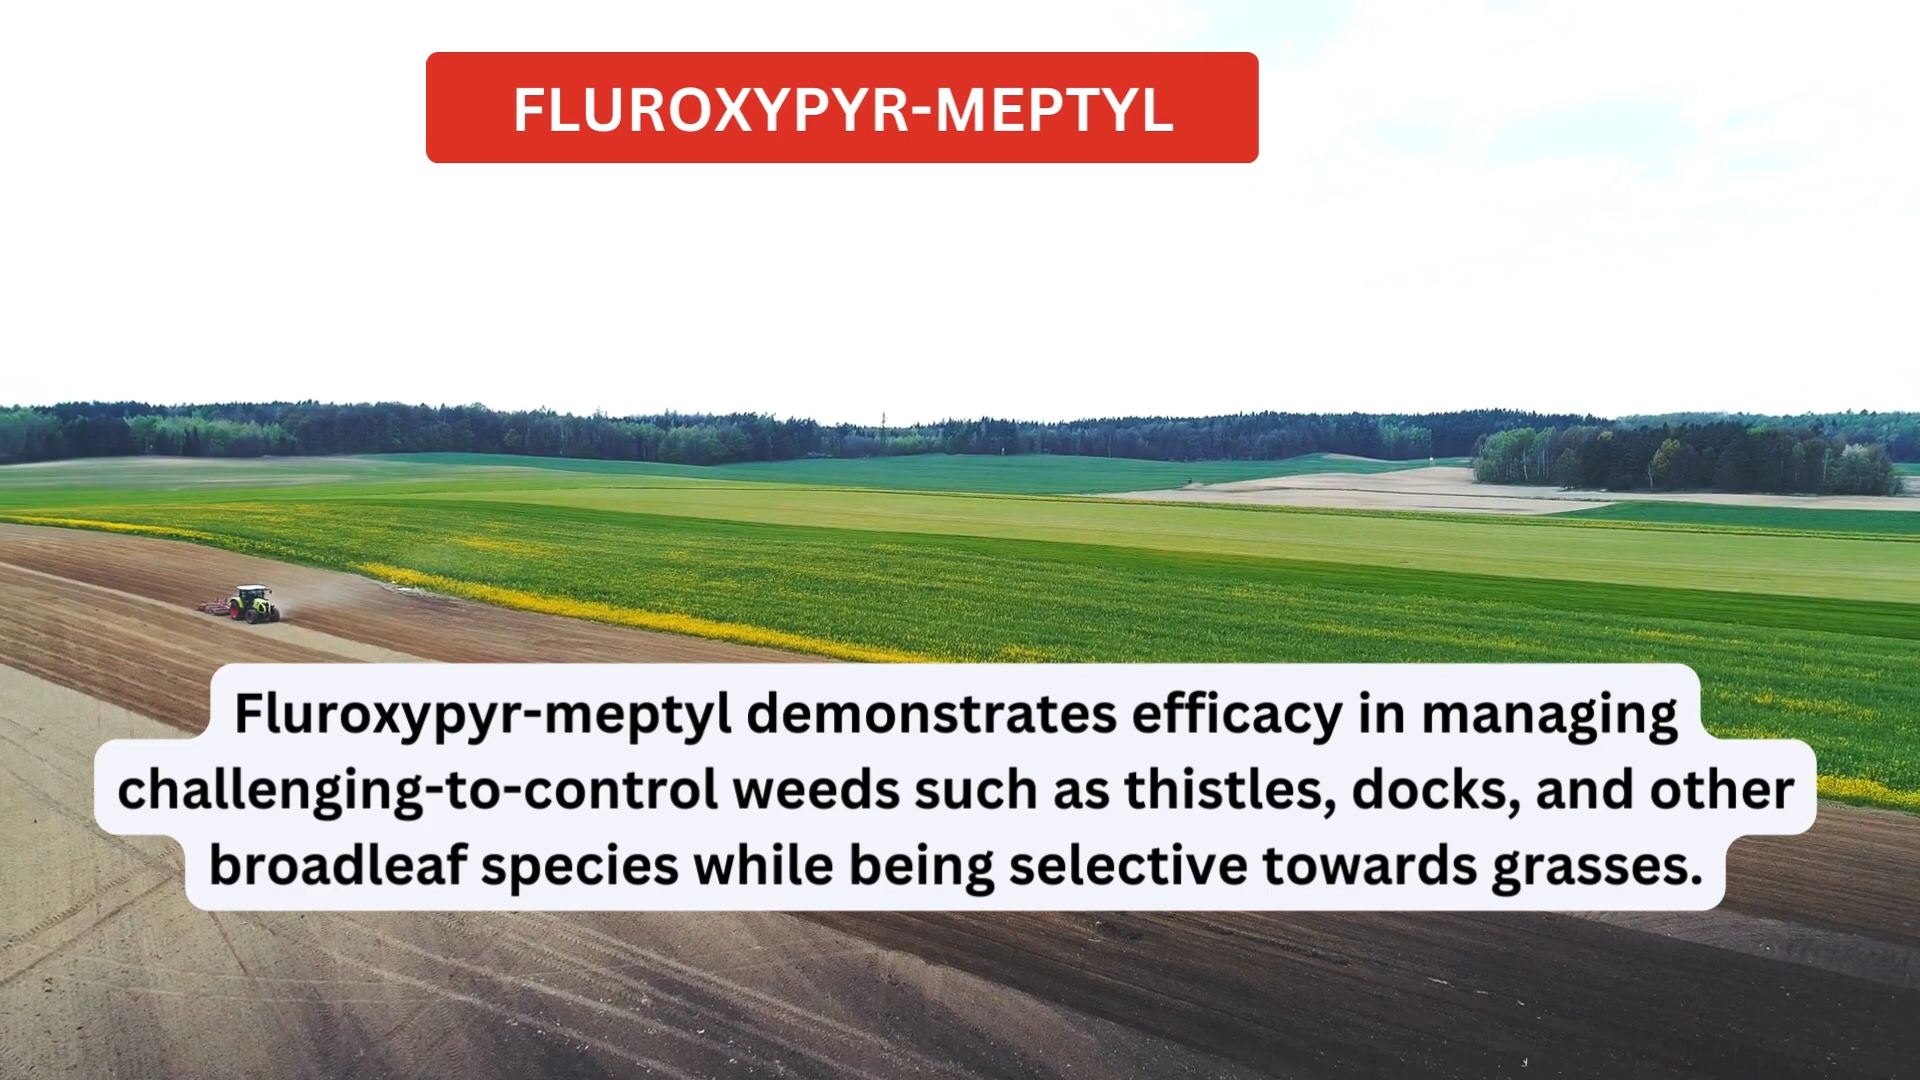 FLUROXYPYR-MEPTYL
Fluroxypyr-meptyl demonstrates efficacy in managing
challenging-to-control weeds such as thistles, docks, and other
broadleaf species while being selective towards grasses.